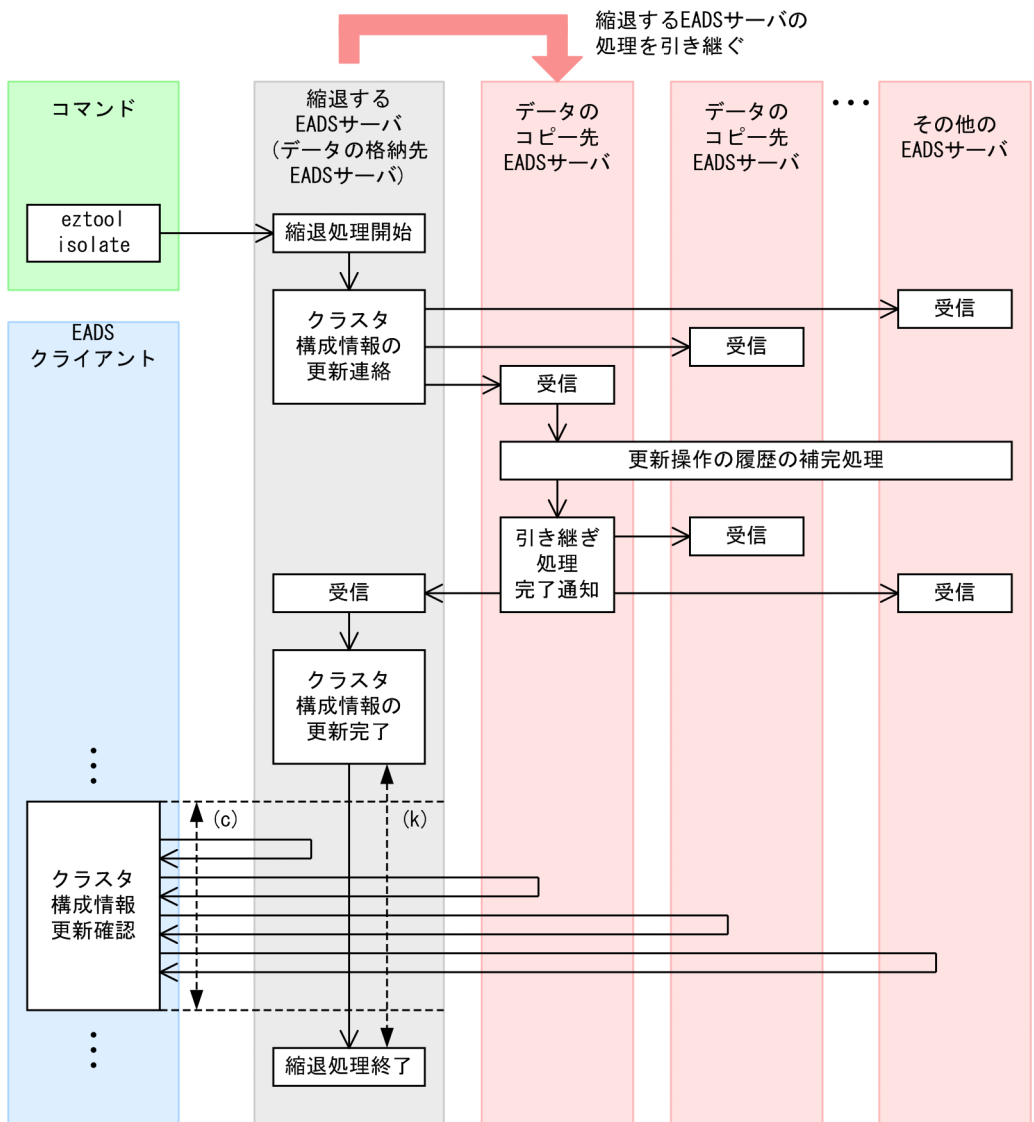 縮退するEADSサーバの
処理を引き継ぐ
コマンド
縮退する
EADSサーバ
(データの格納先
EADSサーバ)
データの
コピー先
EADSサーバ
データの
コピー先
EADSサーバ
･･･
その他の
EADSサーバ
eztool
isolate
縮退処理開始
クラスタ
構成情報の
更新連絡
受信
受信
受信
EADS
クライアント
更新操作の履歴の補完処理
引き継ぎ
処理
完了通知
受信
受信
受信
クラスタ
構成情報の
更新完了
(c)
(k)
クラスタ
構成情報
更新確認
縮退処理終了